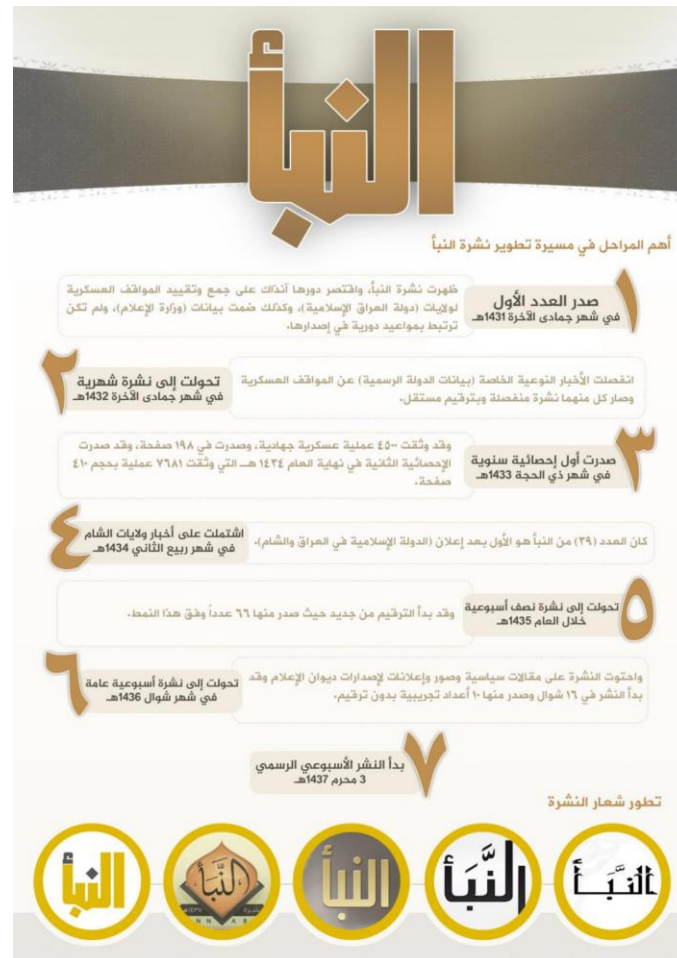 النبأ
أهم المراحل في مسيرة تطوير نشرة النبأ
١
صدر العدد الأول
في شهر جمادى الآخرة 1431هـ
ظهرت نشرة النبأ، واقتصر دورها آنذاك على جمع وتقييد المواقف العسكرية
لولايات (دولة العراق الإسلامية)، وكذلك ضمت بيانات (وزارة الإعلام)، ولم تكن
ترتبط بمواعيد دورية في إصدارها.
٢
تحولت إلى نشرة شهرية
في شهر جمادى الآخرة 1432هـ
انفصلت الأخبار النوعية الخاصة (بيانات الدولة الرسمية) عن المواقف العسكرية
وصار كل منهما نشرة منفصلة وبترقيم مستقل.
٣
صدرت أول إحصائية سنوية
في شهر ذي الحجة 1433هـ
وقد وثقت ٤٥٠٠ عملية عسكرية جهادية، وصدرت في ١٩٨ صفحة، وقد صدرت
الإحصائية الثانية في نهاية العام ١٤٣٤ هـ التي وثقت ٧٦٨١ عملية بحجم ٤١٠
صفحة.
٤
اشتملت على أخبار ولايات الشام
في شهر ربيع الثاني 1434هـ
كان العدد (٣٩) من النبأ هو الأول بعد إعلان (الدولة الإسلامية في العراق والشام).
٥
تحولت إلى نشرة نصف أسبوعية
خلال العام 1435هـ
وقد بدأ الترقيم من جديد حيث صدر منها ٦٦ عدداً وفق هذا النمط.
٦
تحولت إلى نشرة أسبوعية عامة
في شهر شوال 1436هـ
واحتوت النشرة على مقالات سياسية وصور وإعلانات لإصدارات ديوان الإعلام وقد
بدأ النشر في ١٦ شوال وصدر منها ١٠ أعداد تجريبية بدون ترقيم.
٧
بدأ النشر الأسبوعي الرسمي
3 محرم 1437هـ
تطور شعار النشرة
النَّبَأ
النَّبَأ
النبأ
النَّبَأ
النبأ